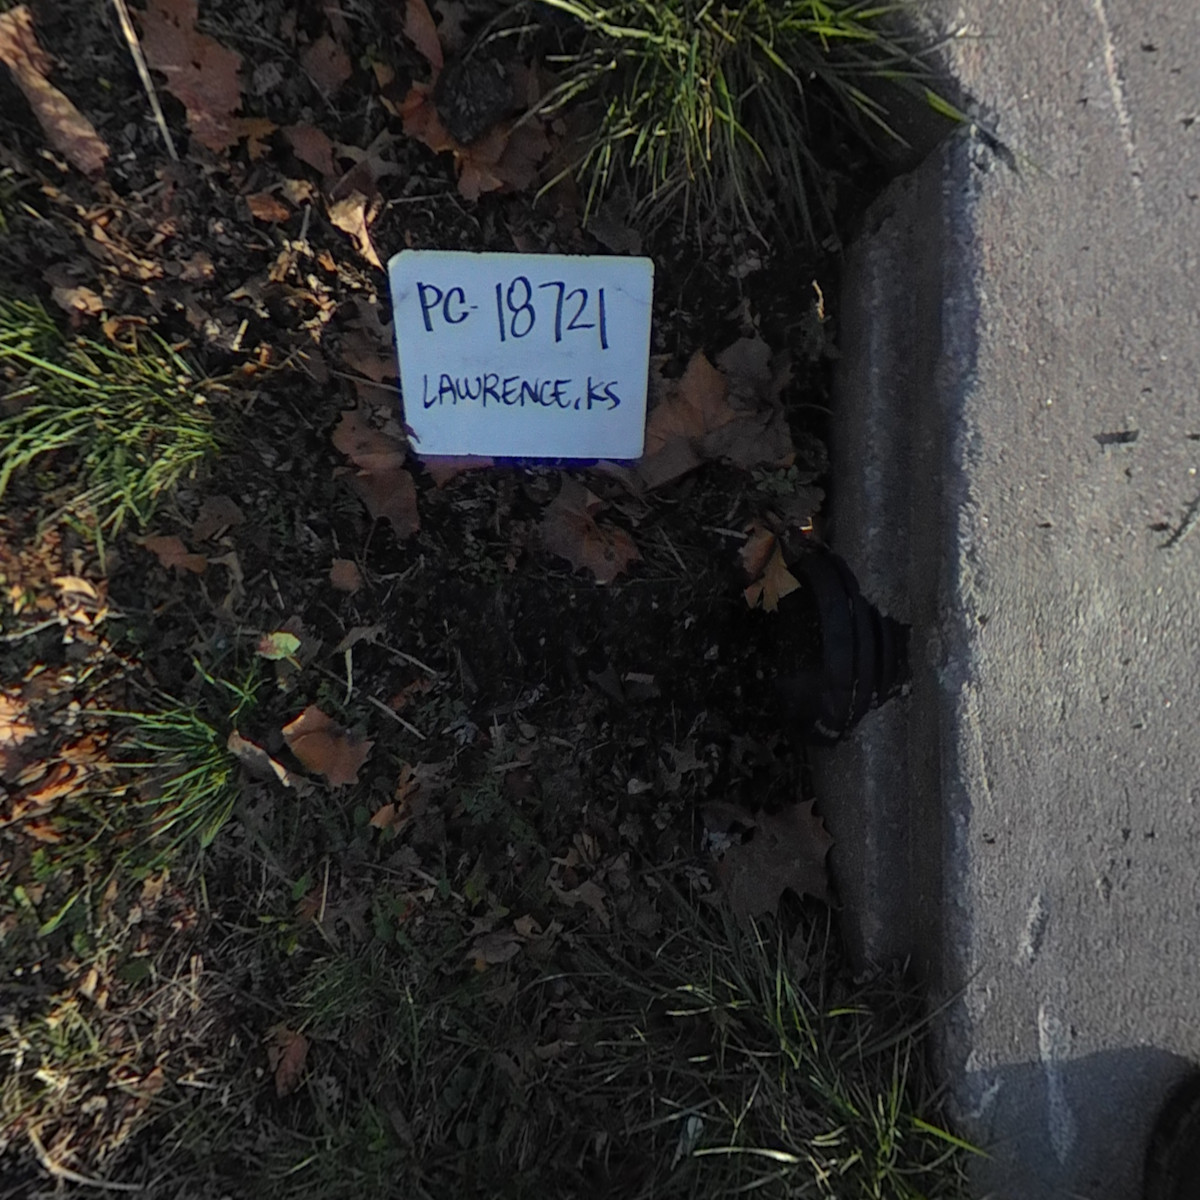 PC-18721
LAWRENCE, KS